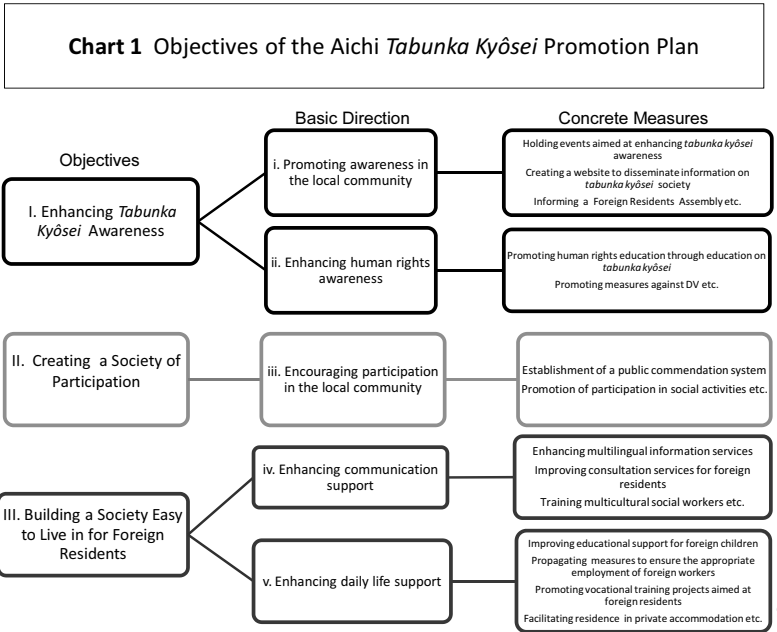 Chart 1 Objectives of the Aichi Tabunka Kyôsei Promotion Plan
Objectives
Basic Direction
Concrete Measures
I. Enhancing Tabunka
Kyôsei Awareness
i. Promoting awareness in
the local community
Holding events aimed at enhancing tabunka kyôsei
awareness
Creating a website to disseminate information on
tabunka kyôsei society
Informing a Foreign Residents Assembly etc.
ii. Enhancing human rights
awareness
Promoting human rights education through education on
tabunka kyôsei
Promoting measures against DV etc.
II. Creating a Society of
Participation
iii. Encouraging participation
in the local community
Establishment of a public commendation system
Promotion of participation in social activities etc.
III. Building a Society Easy
to Live in for Foreign
Residents
iv. Enhancing communication
support
Enhancing multilingual information services
Improving consultation services for foreign
residents
Training multicultural social workers etc.
v. Enhancing daily life support
Improving educational support for foreign children
Propagating measures to ensure the appropriate
employment of foreign workers
Promoting vocational training projects aimed at
foreign residents
Facilitating residence in private accommodation etc.